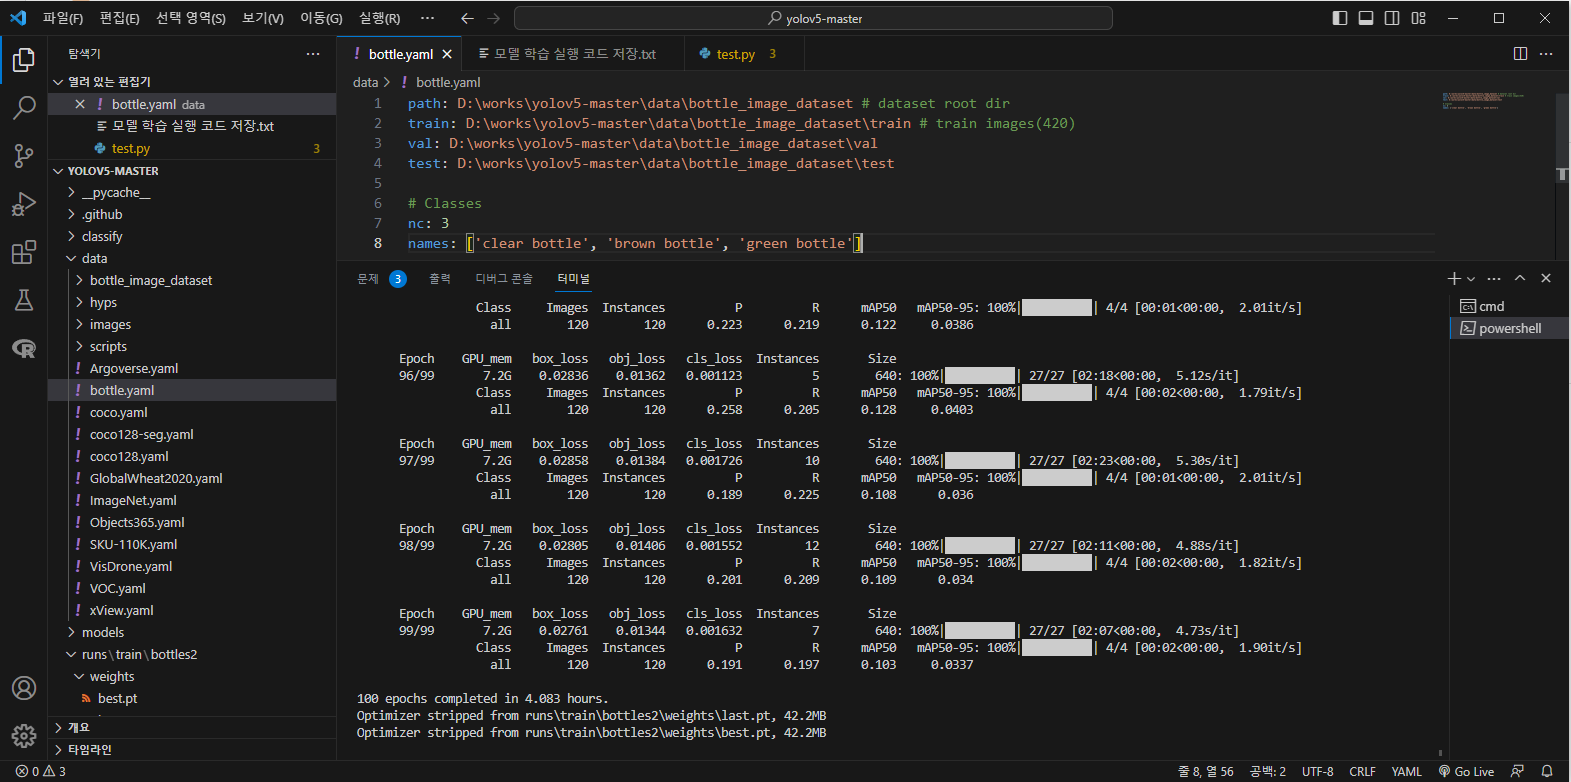 파일(F) 편집(E) 선택 영역(S) 보기(V) 이동(G) 실행(R) ··· yolov5-master
탐색기 ···
열려 있는 편집기
bottle.yaml data
모델 학습 실행 코드 저장.txt
test.py 3
YOLOV5-MASTER
__pycache__
.github
classify
data
bottle_image_dataset
hyps
images
scripts
! Argoverse.yaml
! bottle.yaml
! coco.yaml
! coco128-seg.yaml
! coco128.yaml
! GlobalWheat2020.yaml
! ImageNet.yaml
! Objects365.yaml
! SKU-110K.yaml
! VisDrone.yaml
! VOC.yaml
! xView.yaml
models
runs\train\bottles2
weights
best.pt
개요
타임라인
! bottle.yaml 모델 학습 실행 코드 저장.txt test.py 3
data > ! bottle.yaml
1 path: D:\works\yolov5-master\data\bottle_image_dataset # dataset root dir
2 train: D:\works\yolov5-master\data\bottle_image_dataset\train # train images(420)
3 val: D:\works\yolov5-master\data\bottle_image_dataset\val
4 test: D:\works\yolov5-master\data\bottle_image_dataset\test
5
6 # Classes
7 nc: 3
8 names: ['clear bottle', 'brown bottle', 'green bottle']
문제 3 출력 디버그 콘솔 터미널
cmd
powershell
Class Images Instances P R mAP50 mAP50-95: 100%| | 4/4 [00:01<00:00, 2.01it/s]
all 120 120 0.223 0.219 0.122 0.0386
Epoch GPU_mem box_loss obj_loss cls_loss Instances Size
96/99 7.2G 0.02836 0.01362 0.001123 5 640: 100%| | 27/27 [02:18<00:00, 5.12s/it]
Class Images Instances P R mAP50 mAP50-95: 100%| | 4/4 [00:02<00:00, 1.79it/s]
all 120 120 0.258 0.205 0.128 0.0403
Epoch GPU_mem box_loss obj_loss cls_loss Instances Size
97/99 7.2G 0.02858 0.01384 0.001726 10 640: 100%| | 27/27 [02:23<00:00, 5.30s/it]
Class Images Instances P R mAP50 mAP50-95: 100%| | 4/4 [00:01<00:00, 2.01it/s]
all 120 120 0.189 0.225 0.108 0.036
Epoch GPU_mem box_loss obj_loss cls_loss Instances Size
98/99 7.2G 0.02805 0.01406 0.001552 12 640: 100%| | 27/27 [02:11<00:00, 4.88s/it]
Class Images Instances P R mAP50 mAP50-95: 100%| | 4/4 [00:02<00:00, 1.82it/s]
all 120 120 0.201 0.209 0.109 0.034
Epoch GPU_mem box_loss obj_loss cls_loss Instances Size
99/99 7.2G 0.02761 0.01344 0.001632 7 640: 100%| | 27/27 [02:07<00:00, 4.73s/it]
Class Images Instances P R mAP50 mAP50-95: 100%| | 4/4 [00:02<00:00, 1.90it/s]
all 120 120 0.191 0.197 0.103 0.0337
100 epochs completed in 4.083 hours.
Optimizer stripped from runs\train\bottles2\weights\last.pt, 42.2MB
Optimizer stripped from runs\train\bottles2\weights\best.pt, 42.2MB
0 3 줄 8, 열 56 공백: 2 UTF-8 CRLF YAML Go Live